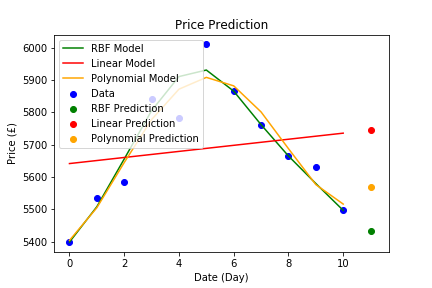 Price Prediction
6000
5900
5800
5700
5600
5500
5400
Price (£)
RBF Model
Linear Model
Polynomial Model
Data
RBF Prediction
Linear Prediction
Polynomial Prediction
0 2 4 6 8 10
Date (Day)